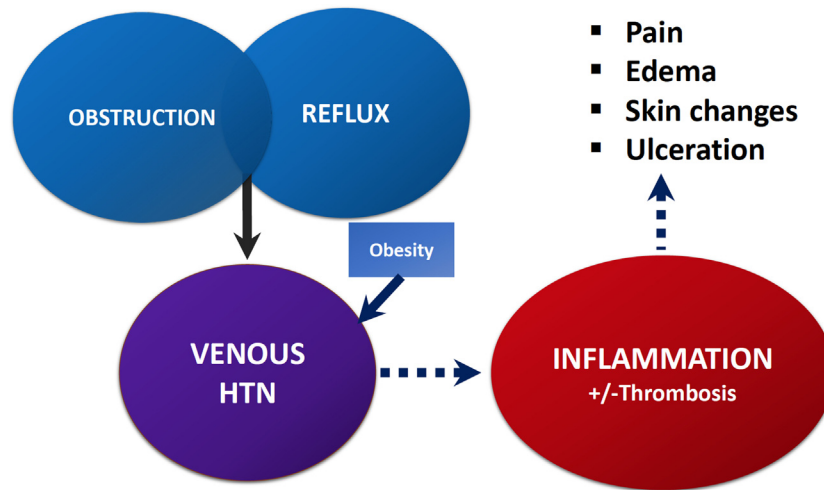 OBSTRUCTION
REFLUX
▪ Pain
▪ Edema
▪ Skin changes
▪ Ulceration
Obesity
VENOUS
HTN
INFLAMMATION
+/-Thrombosis